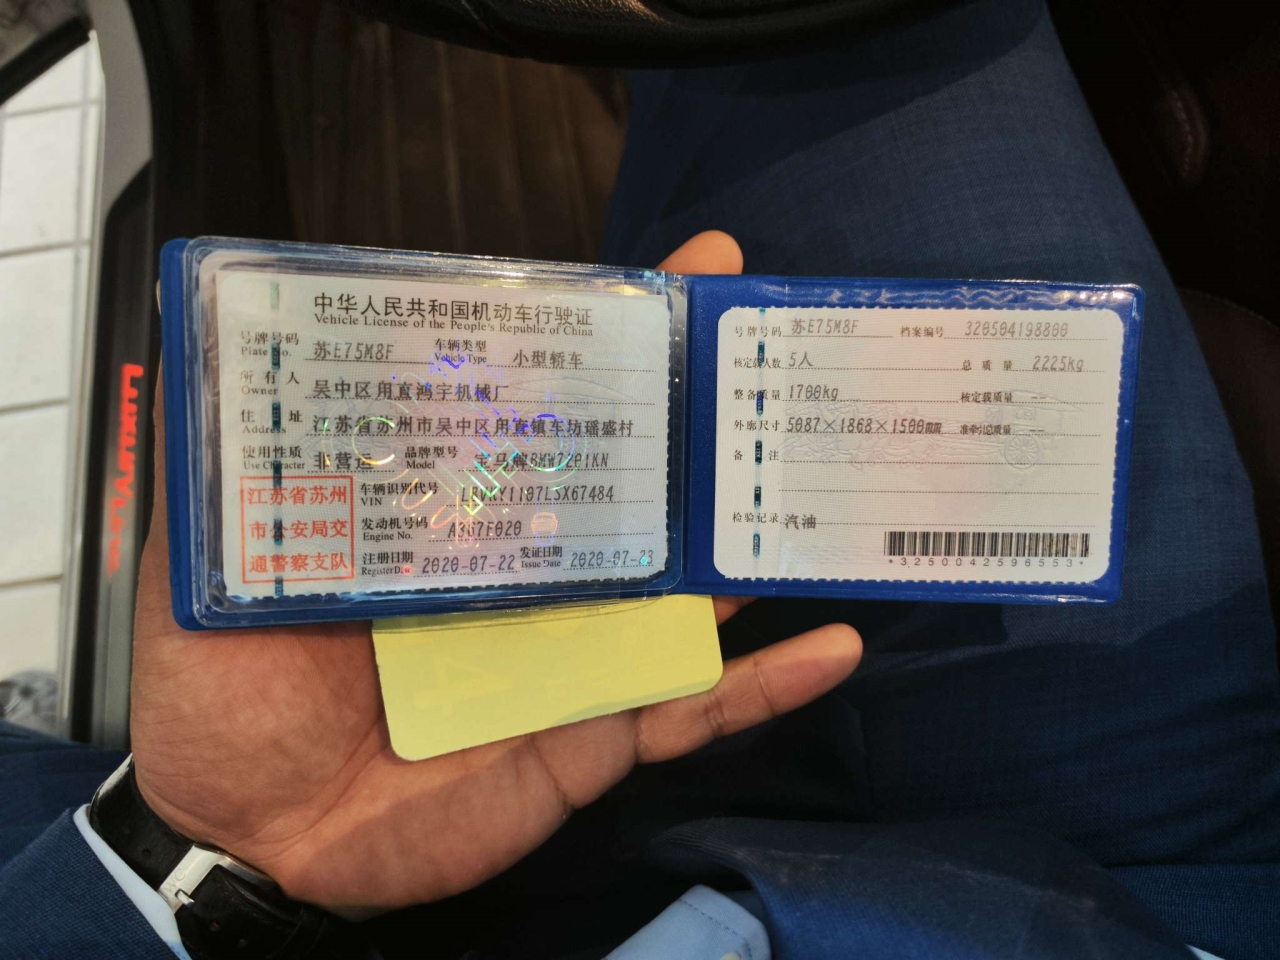 中华人民共和国机动车行驶证
Vehicle License of the People's Republic of China
号牌号码 苏E75M8F 车辆类型 小型轿车
Plate No. Vehicle Type
所有人 吴中区甪直鸿宇机械厂
Owner
住址 江苏省苏州市吴中区甪直镇车坊瑶盛村
Address
使用性质 非营运 品牌型号 宝马牌BMW7201KN
Use Character Model
江苏省苏州
市公安局交
通警察支队
车辆识别代号
VIN
发动机号码 A367F020
Engine No.
注册日期 2020-07-22 发证日期 2020-07-23
Register Date Issue Date
号牌号码 苏E75M8F 档案编号 320504198800
核定载人数 5人 总质量 2225kg
整备质量 1700kg 核定载质量 --
外廓尺寸 5087×1868×1500 准牵引总质量 --
备注
检验记录 汽油
*3250042596553*